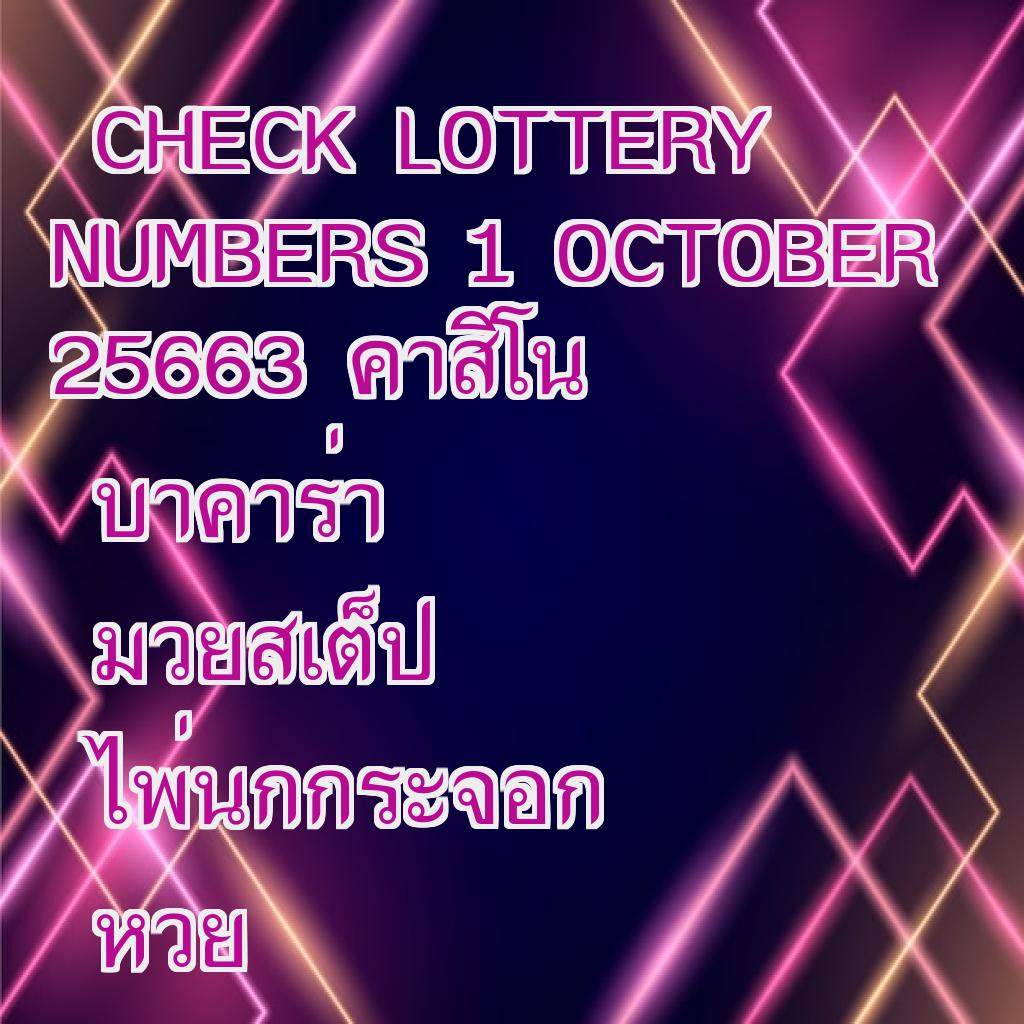 CHECK LOTTERY
NUMBERS 1 OCTOBER
25663 คาสิโน
บาคาร่า
มวยสเต็ป
ไพ่นกกระจอก
หวย